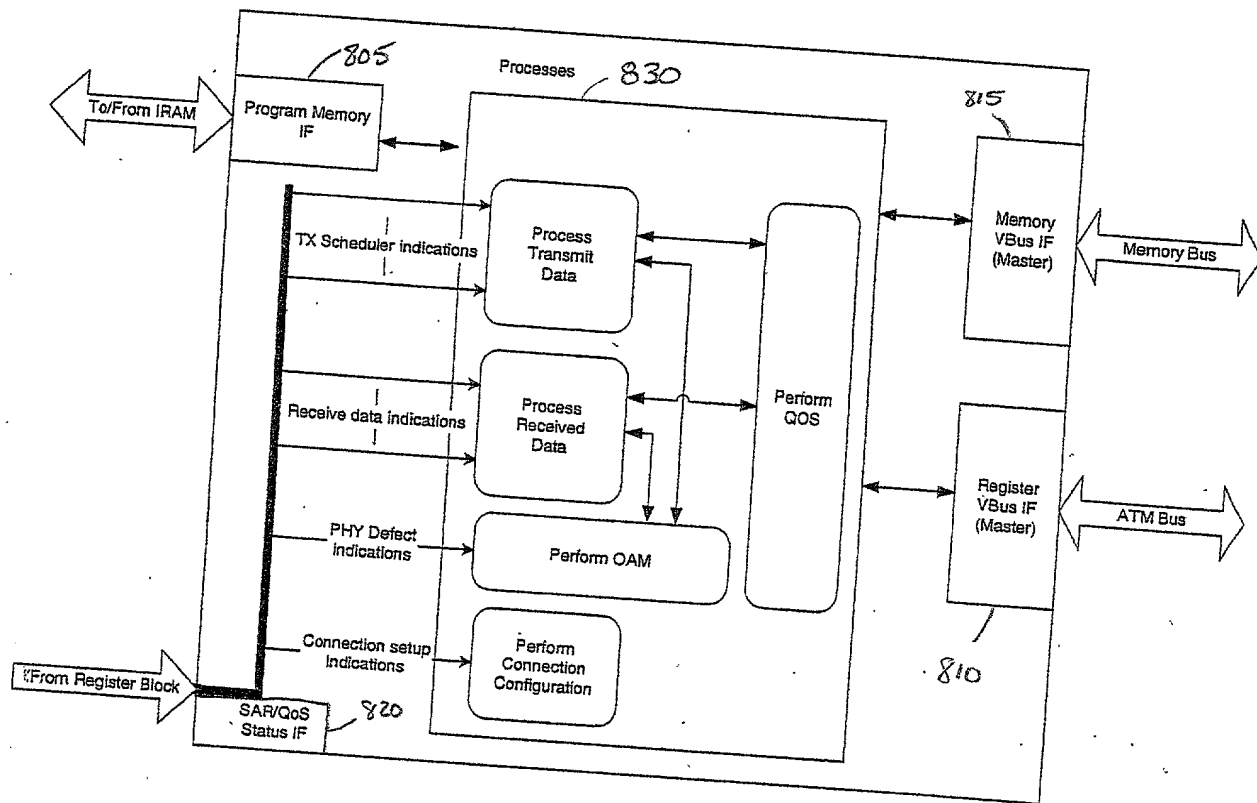 805
Processes
830
815
To/From IRAM
Program Memory
IF
Memory
VBus IF
(Master)
Memory Bus
TX Scheduler indications
Process
Transmit
Data
Receive data indications
Process
Received
Data
Perform
QOS
Register
VBus IF
(Master)
ATM Bus
PHY Defect
indications
Perform OAM
810
Connection setup
indications
Perform
Connection
Configuration
From Register Block
SAR/QoS
Status IF
820